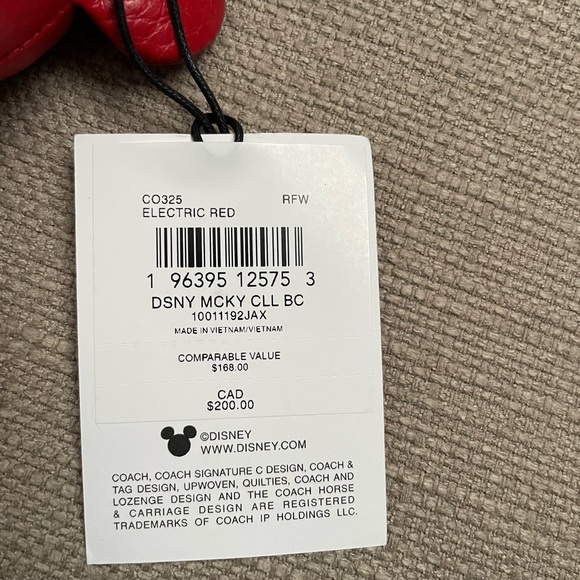 CO325 RFW
ELECTRIC RED
1 96395 12575 3
DSNY MCKY CLL BC
10011192JAX
MADE IN VIETNAM/VIETNAM
COMPARABLE VALUE
$168.00
CAD
$200.00
©DISNEY
WWW.DISNEY.COM
COACH, COACH SIGNATURE C DESIGN, COACH &
TAG DESIGN, UPWOVEN, QUILTIES, COACH AND
LOZENGE DESIGN AND THE COACH HORSE
& CARRIAGE DESIGN ARE REGISTERED
TRADEMARKS OF COACH IP HOLDINGS LLC.